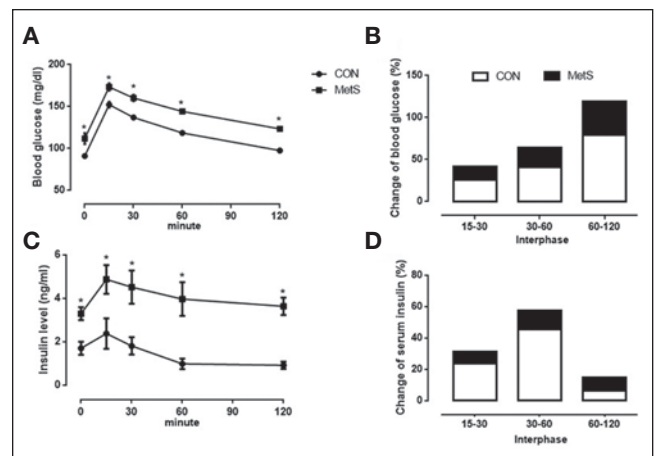 A
Blood glucose (mg/dl)
200
150
100
50
* * * * *
0 30 60 90 120
minute
CON
MetS
B
Change of blood glucose (%)
150
100
50
0
CON MetS
15-30 30-60 60-120
Interphase
C
Insulin level (ng/ml)
6
4
2
0
* * * * *
0 30 60 90 120
minute
D
Change of serum insulin (%)
80
60
40
20
0
15-30 30-60 60-120
Interphase